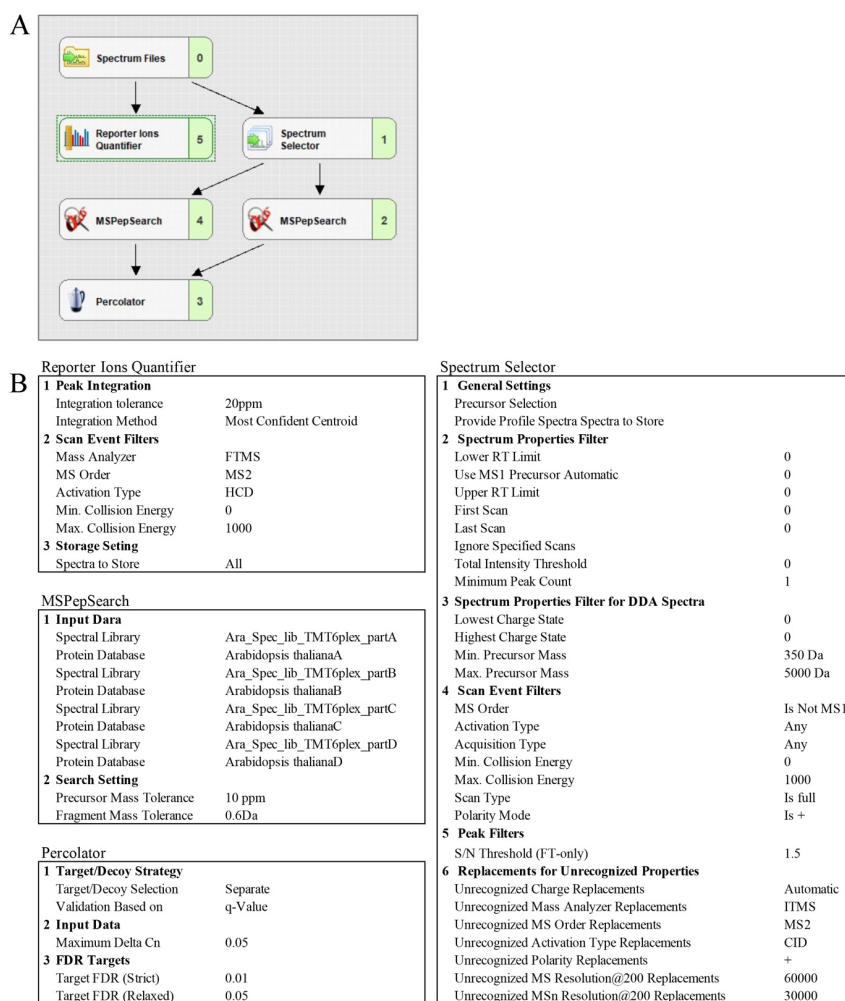 A
Spectrum Files 0
Reporter Ions
Quantifier 5
Spectrum
Selector 1
MSPepSearch 4
MSPepSearch 2
Percolator 3
B
Reporter Ions Quantifier
1 Peak Integration
Integration tolerance 20ppm
Integration Method Most Confident Centroid
2 Scan Event Filters
Mass Analyzer FTMS
MS Order MS2
Activation Type HCD
Min. Collision Energy 0
Max. Collision Energy 1000
3 Storage Seting
Spectra to Store All
MSPepSearch
1 Input Dara
Spectral Library Ara_Spec_lib_TMT6plex_partA
Protein Database Arabidopsis thalianaA
Spectral Library Ara_Spec_lib_TMT6plex_partB
Protein Database Arabidopsis thalianaB
Spectral Library Ara_Spec_lib_TMT6plex_partC
Protein Database Arabidopsis thalianaC
Spectral Library Ara_Spec_lib_TMT6plex_partD
Protein Database Arabidopsis thalianaD
2 Search Setting
Precursor Mass Tolerance 10 ppm
Fragment Mass Tolerance 0.6Da
Percolator
1 Target/Decoy Strategy
Target/Decoy Selection Separate
Validation Based on q-Value
2 Input Data
Maximum Delta Cn 0.05
3 FDR Targets
Target FDR (Strict) 0.01
Target FDR (Relaxed) 0.05
Spectrum Selector
1 General Settings
Precursor Selection
Provide Profile Spectra Spectra to Store
2 Spectrum Properties Filter
Lower RT Limit 0
Use MS1 Precursor Automatic 0
Upper RT Limit 0
First Scan 0
Last Scan 0
Ignore Specified Scans
Total Intensity Threshold 0
Minimum Peak Count 1
3 Spectrum Properties Filter for DDA Spectra
Lowest Charge State 0
Highest Charge State 0
Min. Precursor Mass 350 Da
Max. Precursor Mass 5000 Da
4 Scan Event Filters
MS Order Is Not MS1
Activation Type Any
Acquisition Type Any
Min. Collision Energy 0
Max. Collision Energy 1000
Scan Type Is full
Polarity Mode Is +
5 Peak Filters
S/N Threshold (FT-only) 1.5
6 Replacements for Unrecognized Properties
Unrecognized Charge Replacements Automatic
Unrecognized Mass Analyzer Replacements ITMS
Unrecognized MS Order Replacements MS2
Unrecognized Activation Type Replacements CID
Unrecognized Polarity Replacements +
Unrecognized MS Resolution@200 Replacements 60000
Unrecognized MSn Resolution@200 Replacements 30000